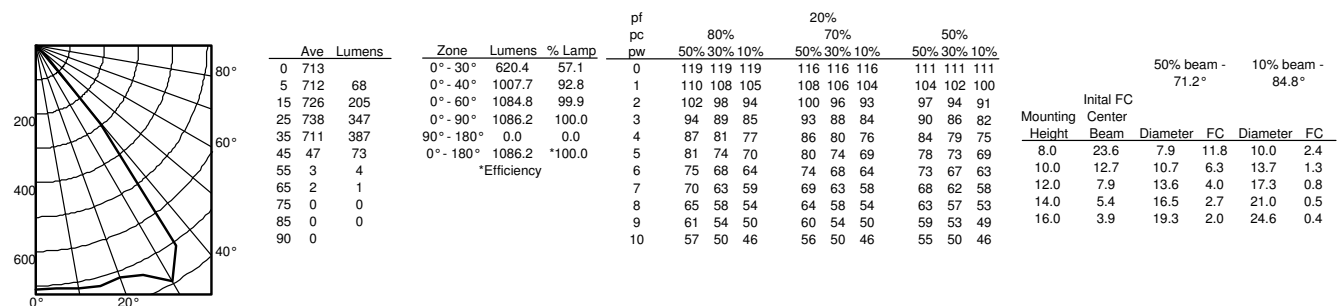 80°
60°
40°
200
400
600
0°
20°
Ave Lumens
0 713
5 712 68
15 726 205
25 738 347
35 711 387
45 47 73
55 3 4
65 2 1
75 0 0
85 0 0
90 0
Zone Lumens % Lamp
0°- 30° 620.4 57.1
0°- 40° 1007.7 92.8
0°- 60° 1084.8 99.9
0°- 90° 1086.2 100.0
90°- 180° 0.0 0.0
0°- 180° 1086.2 *100.0
*Efficiency
pf 20%
pc 80% 70% 50%
pw 50% 30% 10% 50% 30% 10% 50% 30% 10%
0 119 119 119 116 116 116 111 111 111
1 110 108 105 108 106 104 104 102 100
2 102 98 94 100 96 93 97 94 91
3 94 89 85 93 88 84 90 86 82
4 87 81 77 86 80 76 84 79 75
5 81 74 70 80 74 69 78 73 69
6 75 68 64 74 68 64 73 67 63
7 70 63 59 69 63 58 68 62 58
8 65 58 54 64 58 54 63 57 53
9 61 54 50 60 54 50 59 53 49
10 57 50 46 56 50 46 55 50 46
50% beam - 10% beam -
71.2° 84.8°
Inital FC
Mounting Center
Height Beam Diameter FC Diameter FC
8.0 23.6 7.9 11.8 10.0 2.4
10.0 12.7 10.7 6.3 13.7 1.3
12.0 7.9 13.6 4.0 17.3 0.8
14.0 5.4 16.5 2.7 21.0 0.5
16.0 3.9 19.3 2.0 24.6 0.4